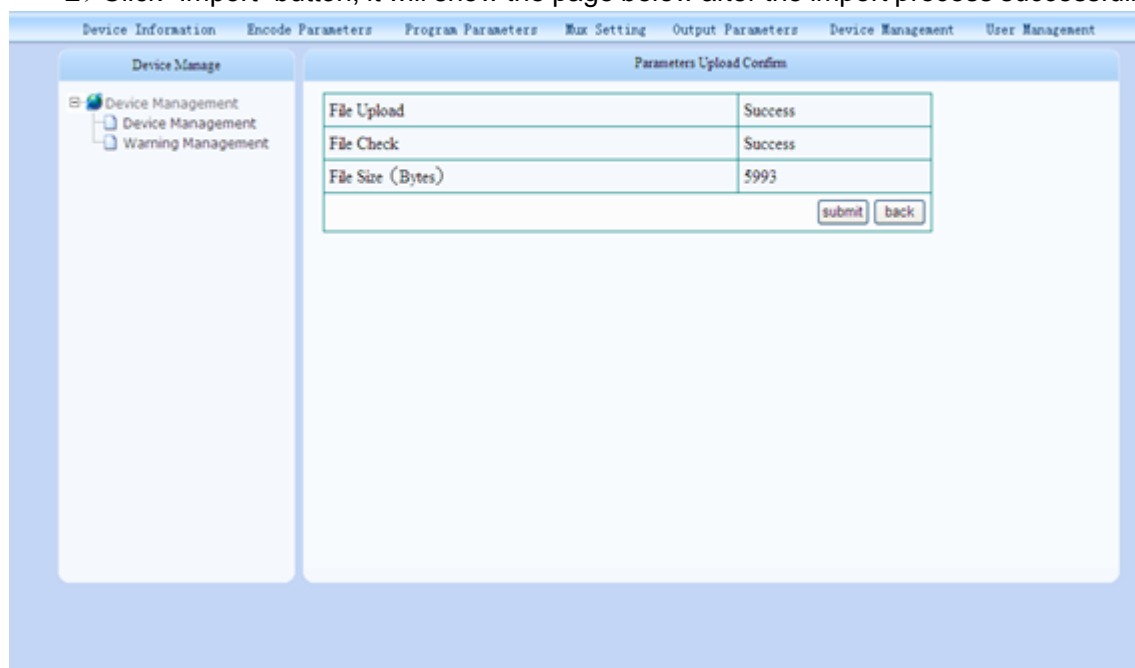 Click "Import" button, it will show the page below after the import process successful
Device Information Encode Parameters Program Parameters Mux Setting Output Parameters Device Management User Management
Device Manage
Parameters Upload Confirm
Device Management
Device Management
Warning Management
File Upload Success
File Check Success
File Size (Bytes) 5993
submit back